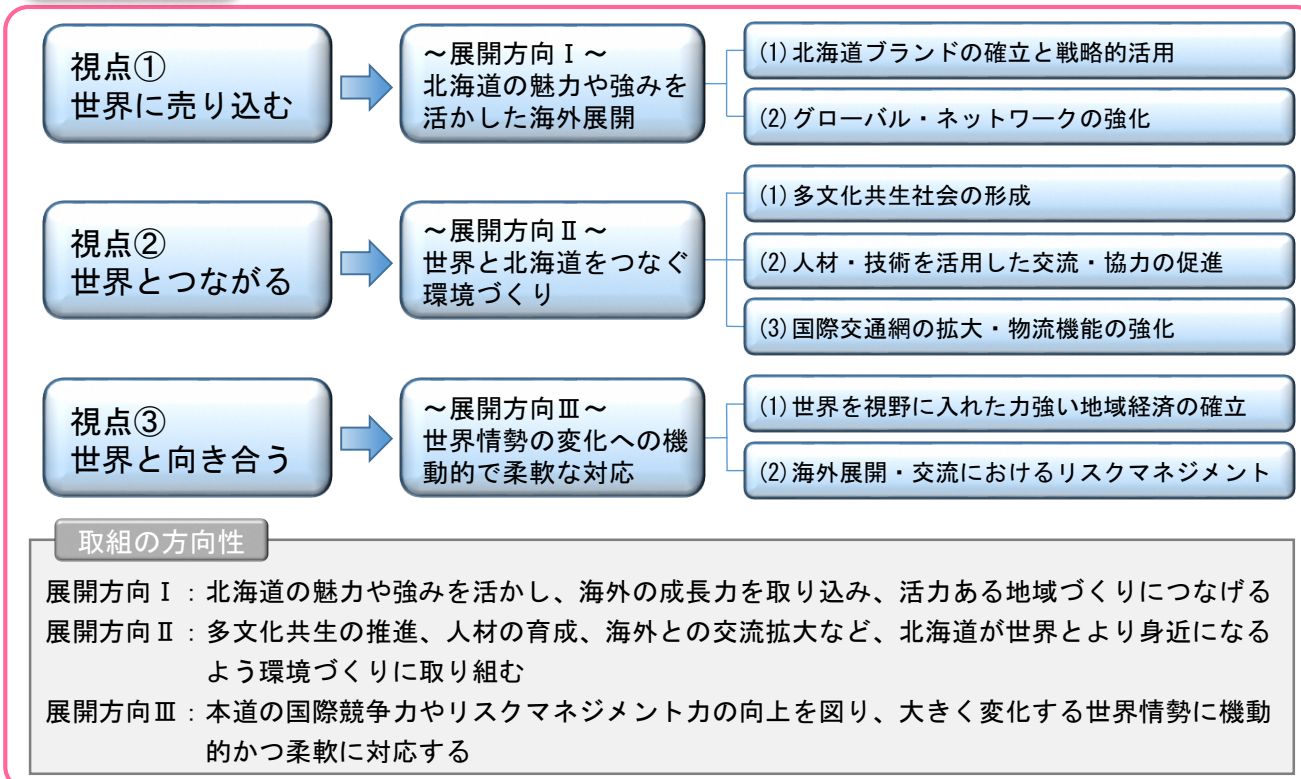 視点①
世界に売り込む
～展開方向Ⅰ～
北海道の魅力や強みを
活かした海外展開
(1)北海道ブランドの確立と戦略的活用
(2)グローバル・ネットワークの強化
視点②
世界とつながる
～展開方向Ⅱ～
世界と北海道をつなぐ
環境づくり
(1)多文化共生社会の形成
(2)人材・技術を活用した交流・協力の促進
(3)国際交通網の拡大・物流機能の強化
視点③
世界と向き合う
～展開方向Ⅲ～
世界情勢の変化への機
動的で柔軟な対応
(1)世界を視野に入れた力強い地域経済の確立
(2)海外展開・交流におけるリスクマネジメント
取組の方向性
展開方向Ⅰ：北海道の魅力や強みを活かし、海外の成長力を取り込み、活力ある地域づくりにつなげる
展開方向Ⅱ：多文化共生の推進、人材の育成、海外との交流拡大など、北海道が世界とより身近になる
よう環境づくりに取り組む
展開方向Ⅲ：本道の国際競争力やリスクマネジメント力の向上を図り、大きく変化する世界情勢に機動
的かつ柔軟に対応する